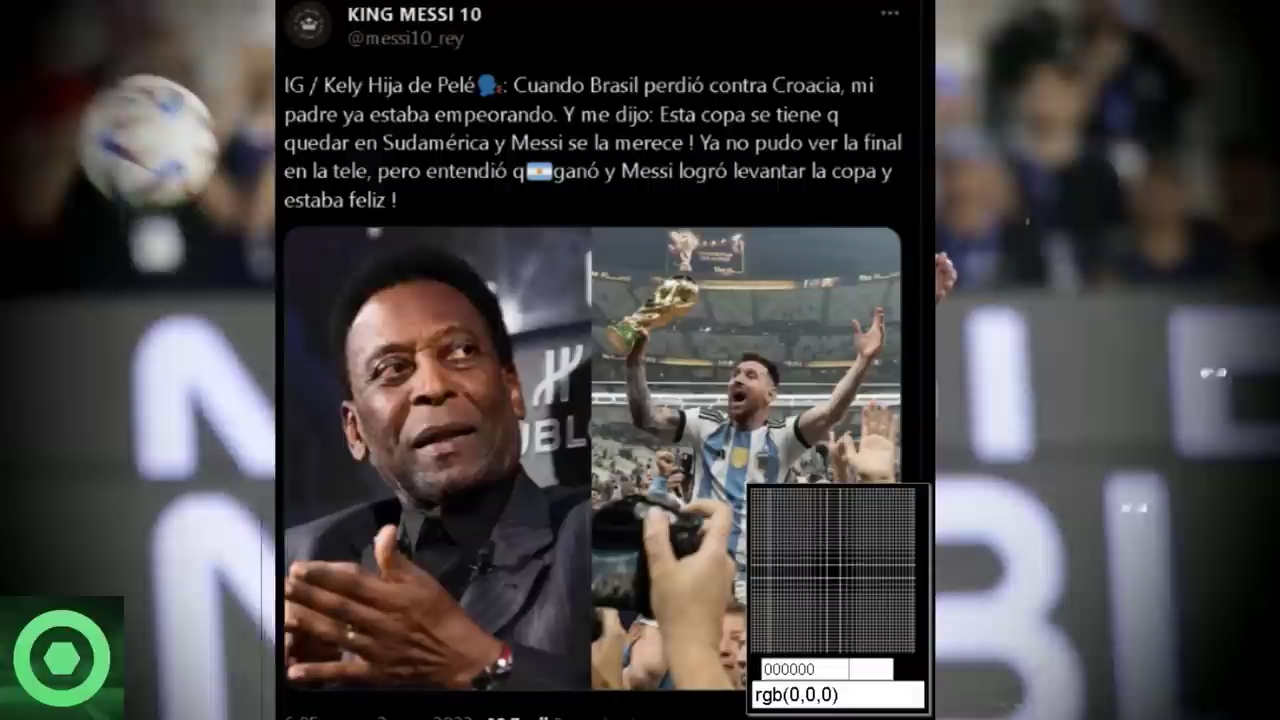 KING MESSI 10
@messi10_rey
IG / Kely Hija de Pelé🗣️: Cuando Brasil perdió contra Croacia, mi
padre ya estaba empeorando. Y me dijo: Esta copa se tiene q
quedar en Sudamérica y Messi se la merece ! Ya no pudo ver la final
en la tele, pero entendió q🇦🇷ganó y Messi logró levantar la copa y
estaba feliz !
000000
rgb(0,0,0)